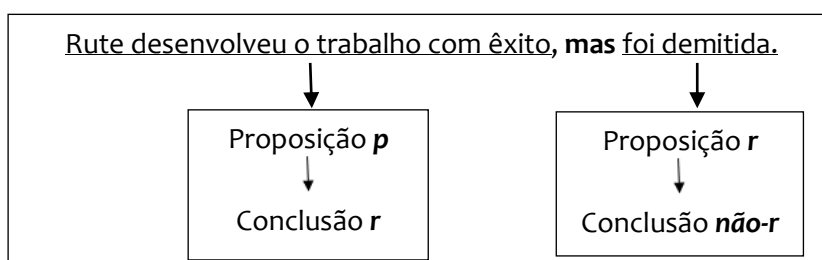 Rute desenvolveu o trabalho com êxito, mas foi demitida.
Proposição p
Conclusão r
Proposição r
Conclusão não-r